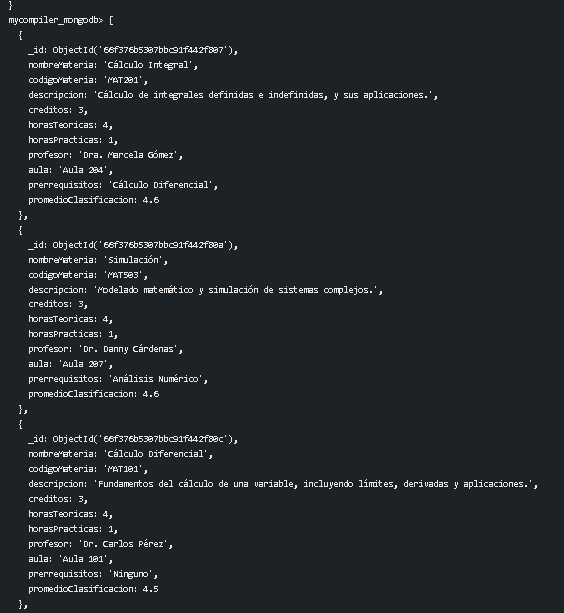 }
mycompiler_mongodb> [
{
_id: ObjectId('66f376b5307bbc91f442f807'),
nombreMateria: 'Cálculo Integral',
codigoMateria: 'MAT201',
descripcion: 'Cálculo de integrales definidas e indefinidas, y sus aplicaciones.',
creditos: 3,
horasTeoricas: 4,
horasPracticas: 1,
profesor: 'Dra. Marcela Gómez',
aula: 'Aula 204',
prerrequisitos: 'Cálculo Diferencial',
promedioClasificacion: 4.6
},
{
_id: ObjectId('66f376b5307bbc91f442f80a'),
nombreMateria: 'Simulación',
codigoMateria: 'MAT503',
descripcion: 'Modelado matemático y simulación de sistemas complejos.',
creditos: 3,
horasTeoricas: 4,
horasPracticas: 1,
profesor: 'Dr. Danny Cárdenas',
aula: 'Aula 207',
prerrequisitos: 'Análisis Numérico',
promedioClasificacion: 4.6
},
{
_id: ObjectId('66f376b5307bbc91f442f80c'),
nombreMateria: 'Cálculo Diferencial',
codigoMateria: 'MAT101',
descripcion: 'Fundamentos del cálculo de una variable, incluyendo límites, derivadas y aplicaciones.',
creditos: 3,
horasTeoricas: 4,
horasPracticas: 1,
profesor: 'Dr. Carlos Pérez',
aula: 'Aula 101',
prerrequisitos: 'Ninguno',
promedioClasificacion: 4.5
},